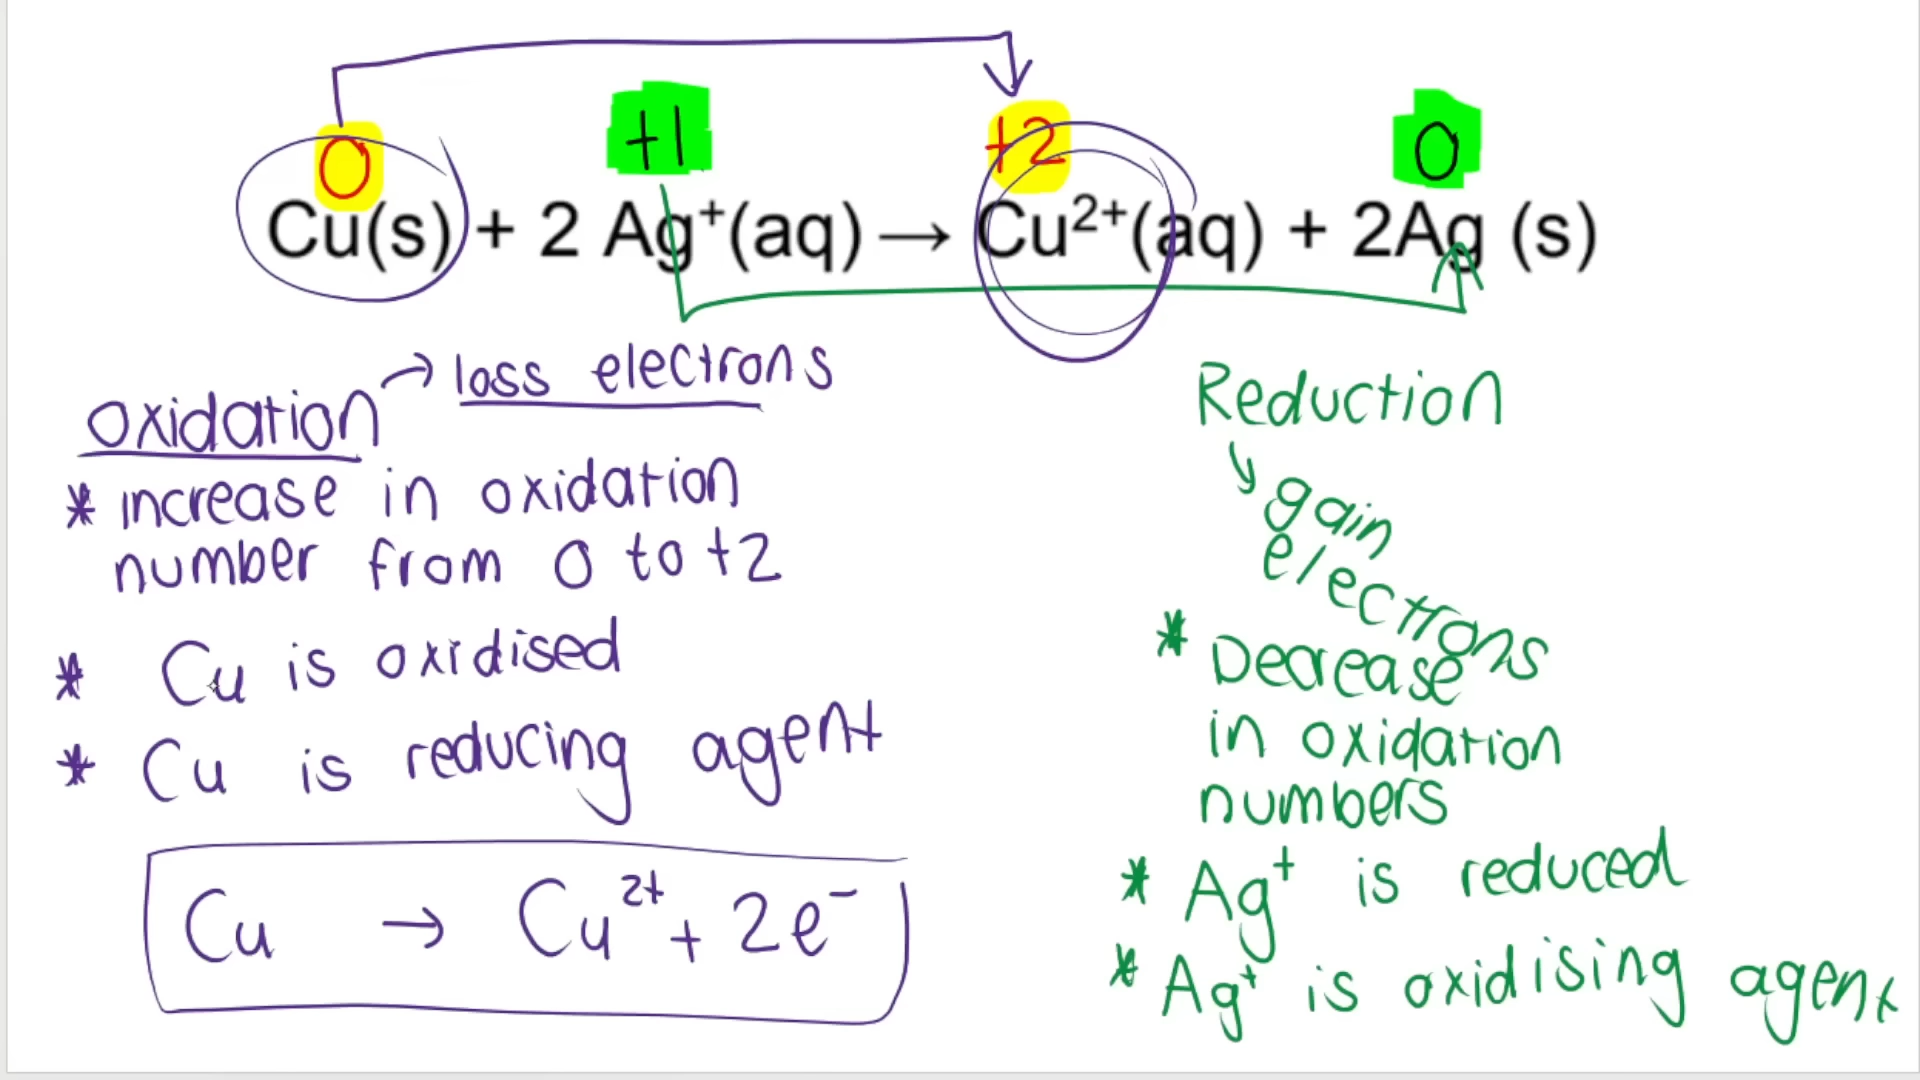 0 +1 +2 0
Cu(s) + 2 Ag⁺(aq) → Cu²⁺(aq) + 2Ag (s)
Oxidation → loss electrons
* increase in oxidation
number from 0 to +2
* Cu is oxidised
* Cu is reducing agent
Cu → Cu²⁺ + 2e⁻
Reduction
↘ gain
electrons
* Decrease
in oxidation
numbers
* Ag⁺ is reduced
* Ag⁺ is oxidising agent